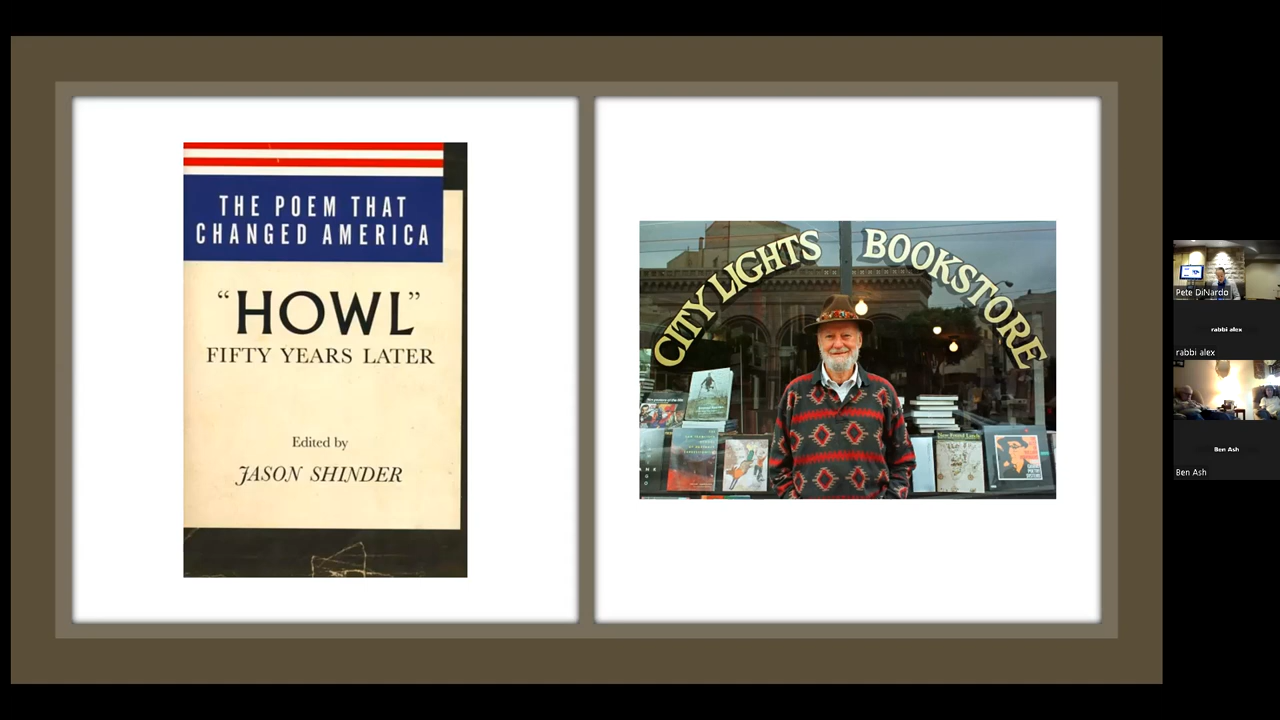 THE POEM THAT
CHANGED AMERICA
“HOWL”
FIFTY YEARS LATER
Edited by
JASON SHINDER
CITY LIGHTS BOOKSTORE
Pete DiNardo
rabbi alex
rabbi alex
Ben Ash
Ben Ash